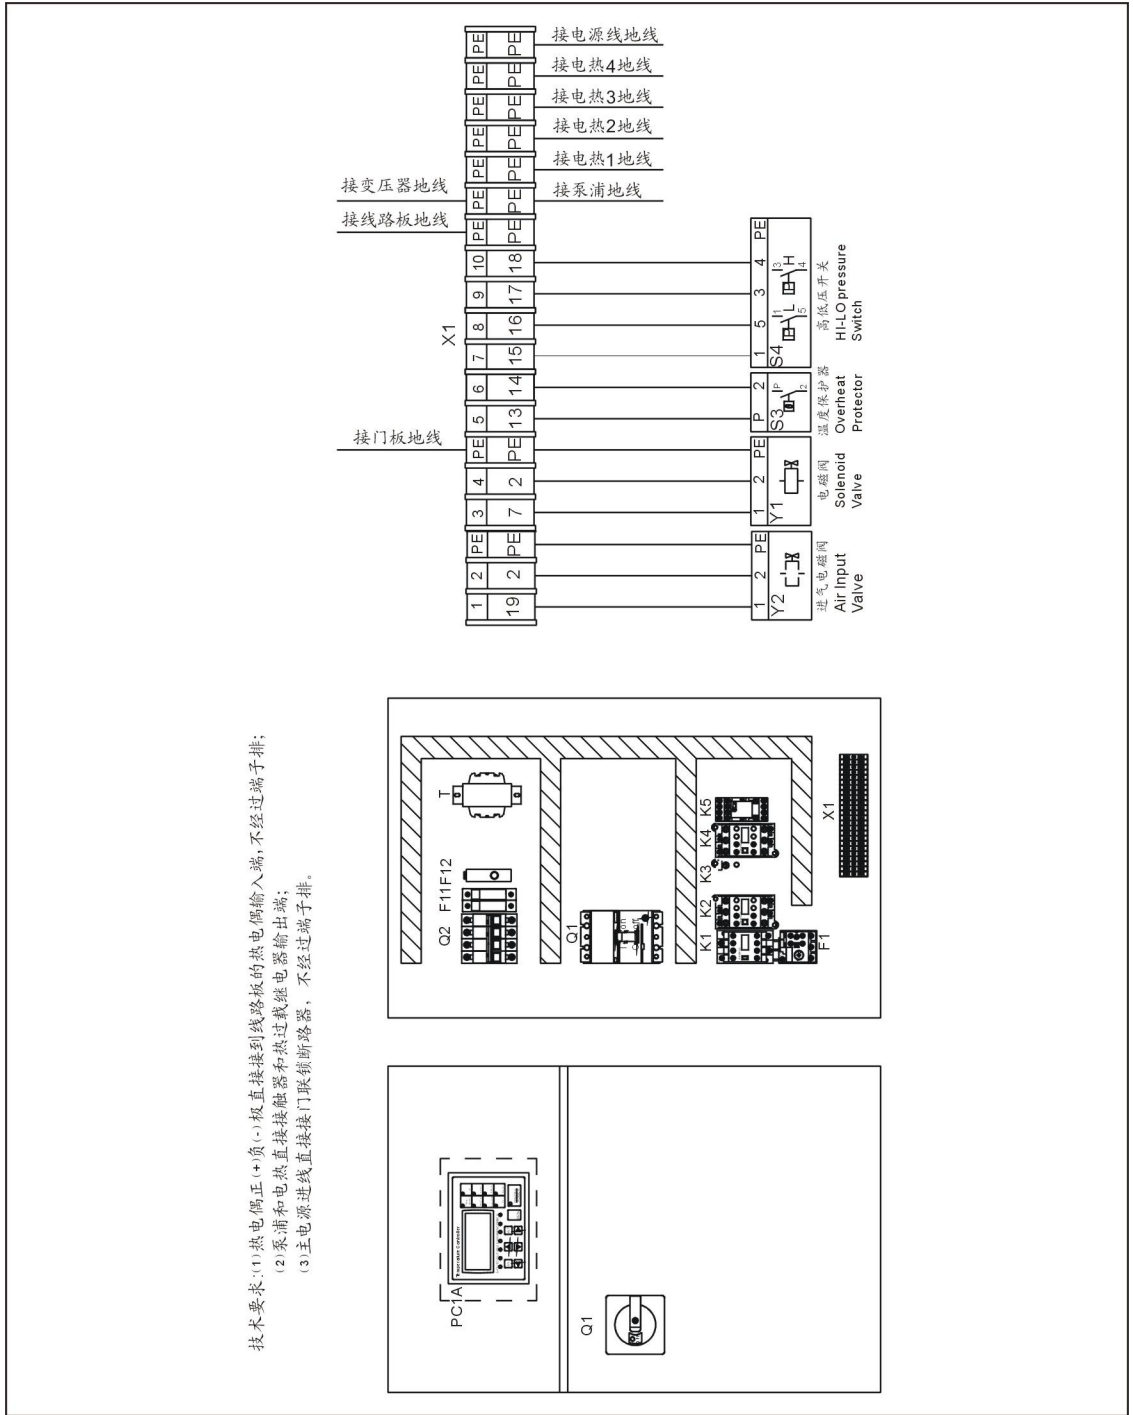 PE PE 接电源线地线
PE PE 接电热4地线
PE PE 接电热3地线
PE PE 接电热2地线
PE PE 接电热1地线
接变压器地线 PE PE 接泵浦地线
接线路板地线 PE PE
X1
10 18
9 17
8 16
7 15
6 14
5 13
接门板地线 PE PE
4 2
3 7
PE PE
2 2
1 19
1 5 3 4 PE
S4 L H
1 5 3 4
高低压开关
HI-LO pressure
Switch
P 2
S3
P 2
温度保护器
Overheat
Protector
1 2 PE
Y1
电磁阀
Solenoid
Valve
1 2 PE
Y2
进气电磁阀
Air Input
Valve
T
F11 F12
Q2
Q1
on
off
K5
K4
K3
K2
K1
F1
X1
PC1A
Temperature Controller
Q1
技术要求:(1)热电偶正(+)负(-)极直接接到线路板的热电偶输入端,不经过端子排;
(2)泵浦和电热直接接触器和热过载继电器输出端;
(3)主电源进线直接接门联锁断路器，不经过端子排。